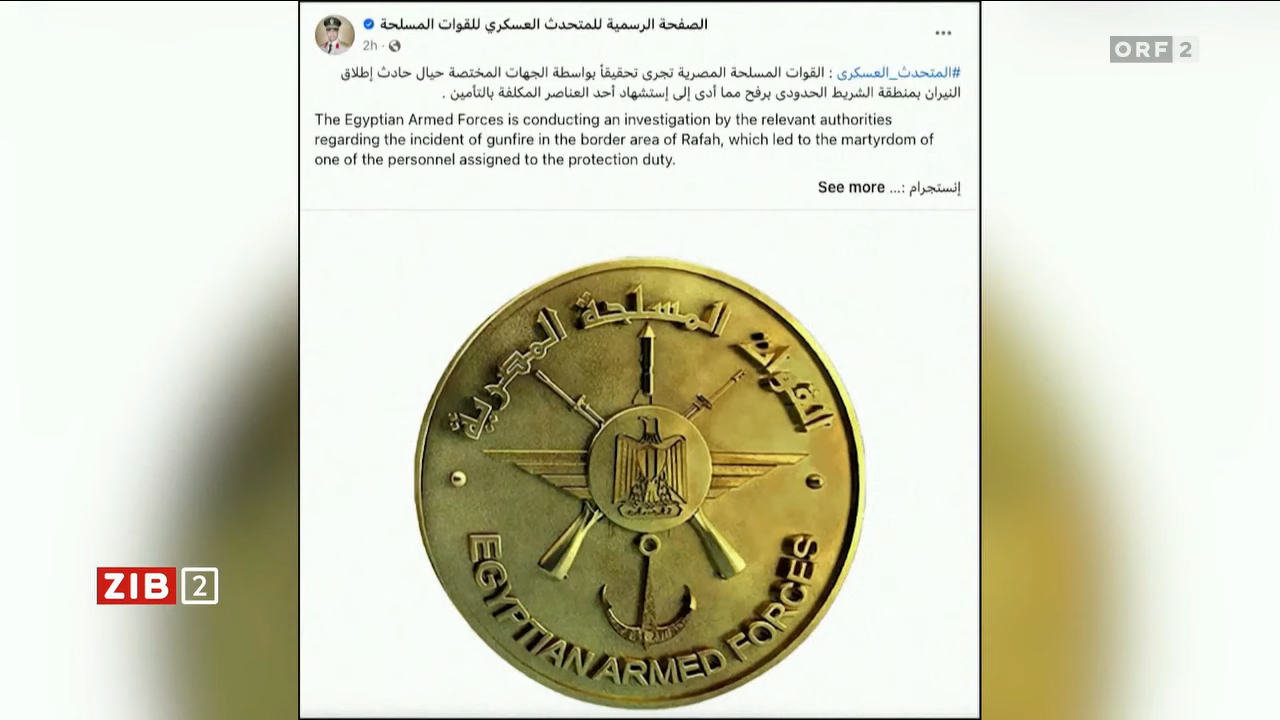 الصفحة الرسمية للمتحدث العسكري للقوات المسلحة
2h ·
ORF 2
#المتحدث_العسكرى : القوات المسلحة المصرية تجرى تحقيقاً بواسطة الجهات المختصة حيال حادث إطلاق
النيران بمنطقة الشريط الحدودى برفح مما أدى إلى إستشهاد أحد العناصر المكلفة بالتأمين .
The Egyptian Armed Forces is conducting an investigation by the relevant authorities
regarding the incident of gunfire in the border area of Rafah, which led to the martyrdom of
one of the personnel assigned to the protection duty.
إنستجرام :... See more
القوات المسلحة المصرية
EGYPTIAN ARMED FORCES
ZIB 2